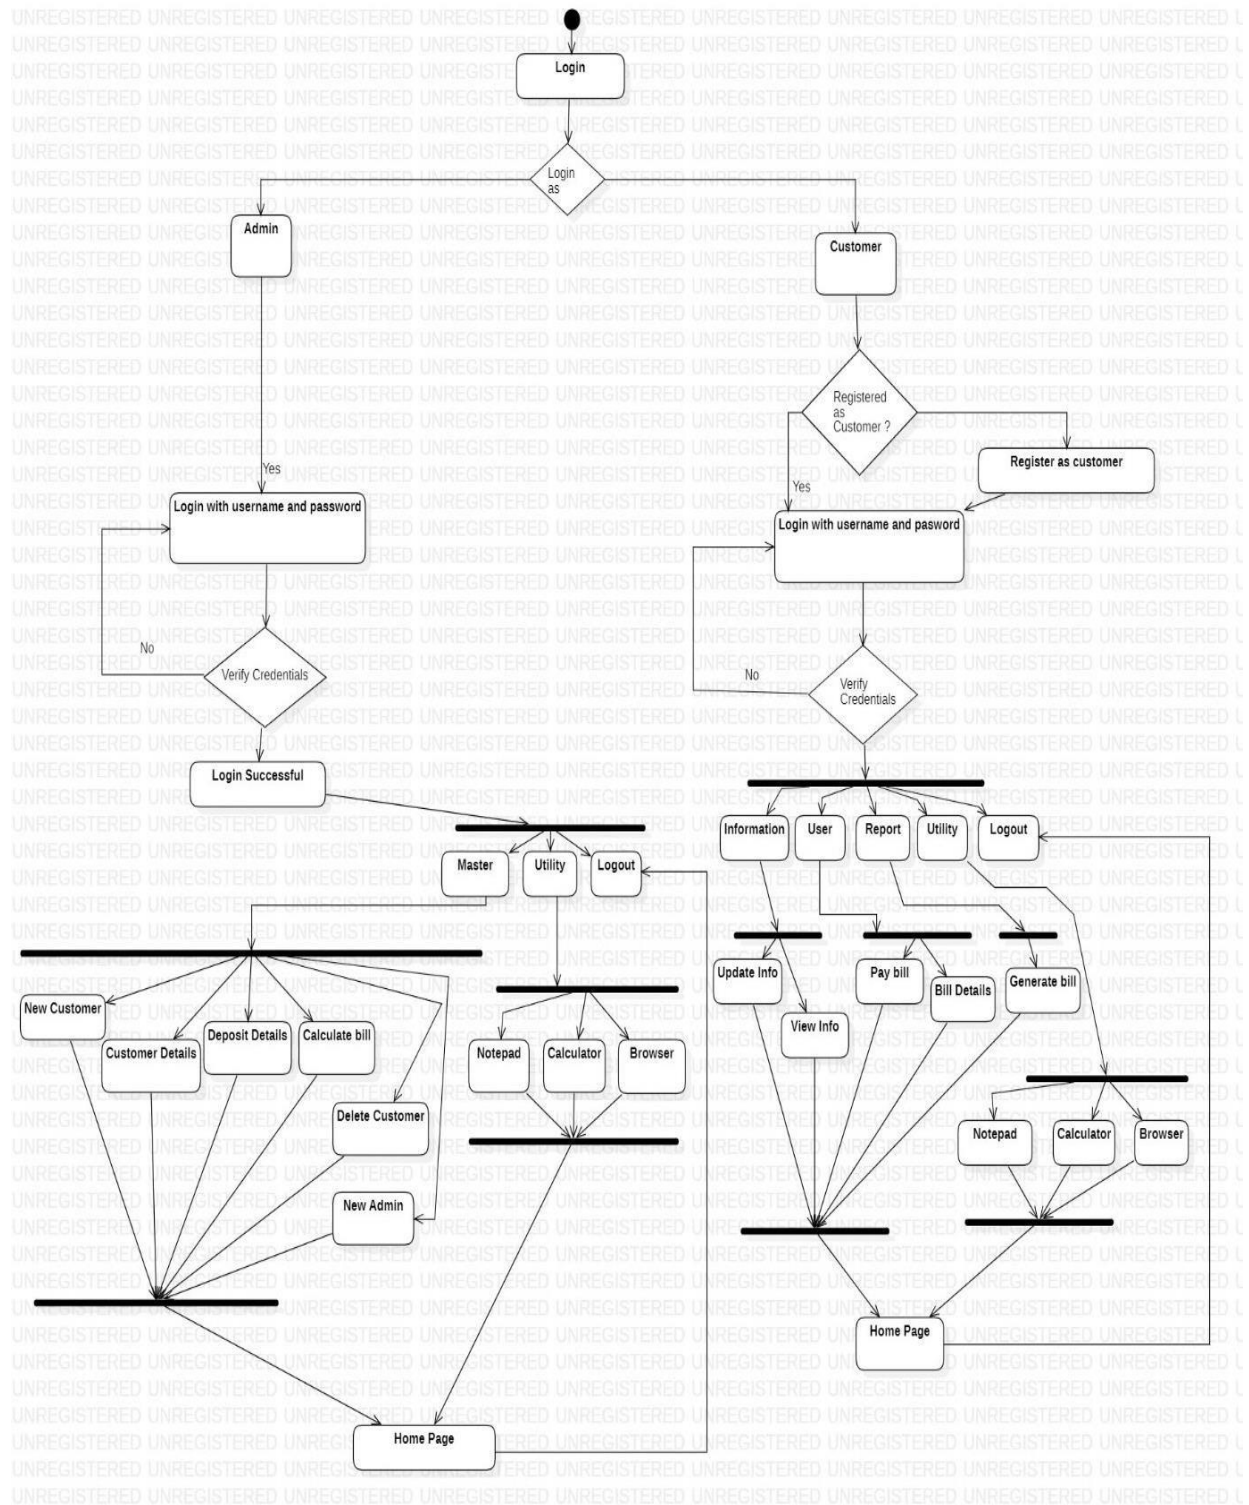 Login
Login
as
Admin
Customer
Registered
as
Customer ?
Yes
Register as customer
Login with username and password
Yes
Login with username and pasword
No
Verify Credentials
No
Verify
Credentials
Login Successful
Master
Utility
Logout
Information
User
Report
Utility
Logout
New Customer
Customer Details
Deposit Details
Calculate bill
Delete Customer
New Admin
Notepad
Calculator
Browser
Update Info
View Info
Pay bill
Bill Details
Generate bill
Notepad
Calculator
Browser
Home Page
Home Page
UNREGISTERED